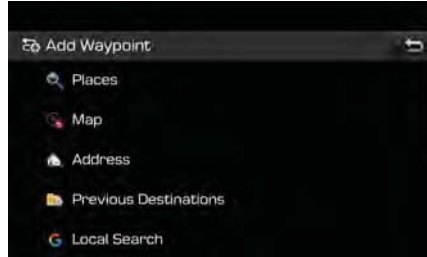 Add Waypoint
Places
Map
Address
Previous Destinations
Local Search